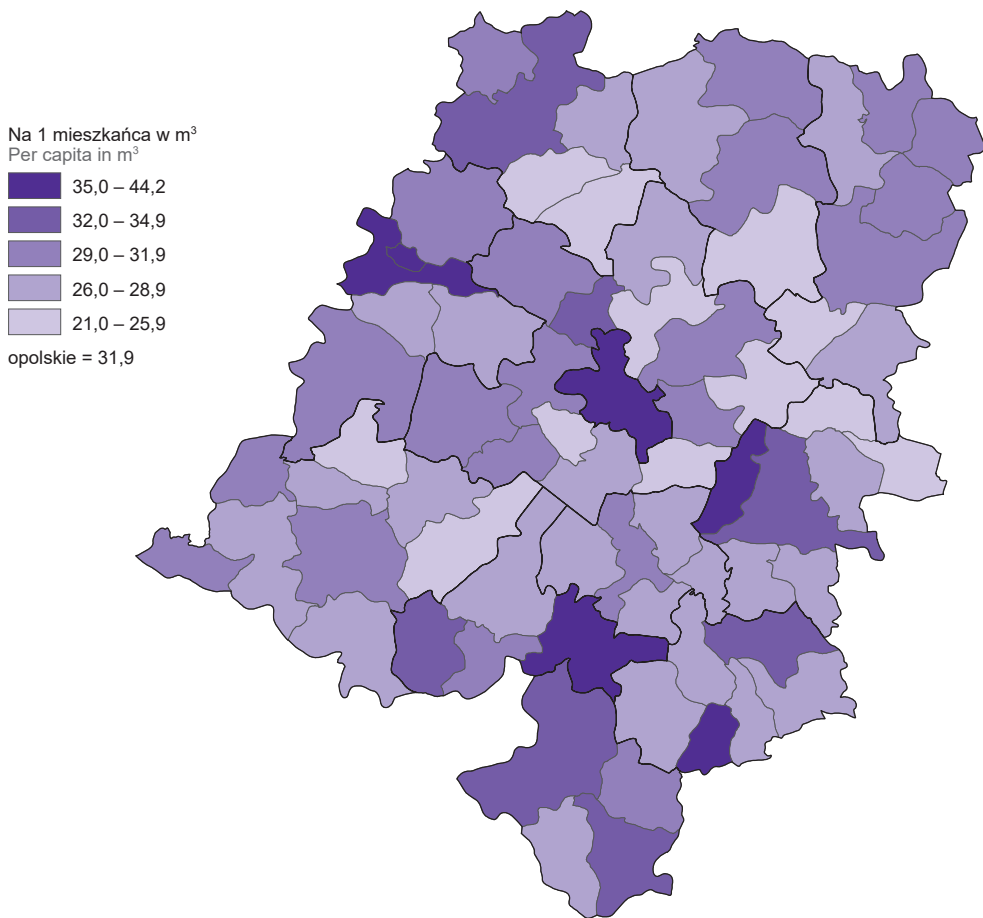 Na 1 mieszkańca w m³
Per capita in m³
35,0 – 44,2
32,0 – 34,9
29,0 – 31,9
26,0 – 28,9
21,0 – 25,9
opolskie = 31,9